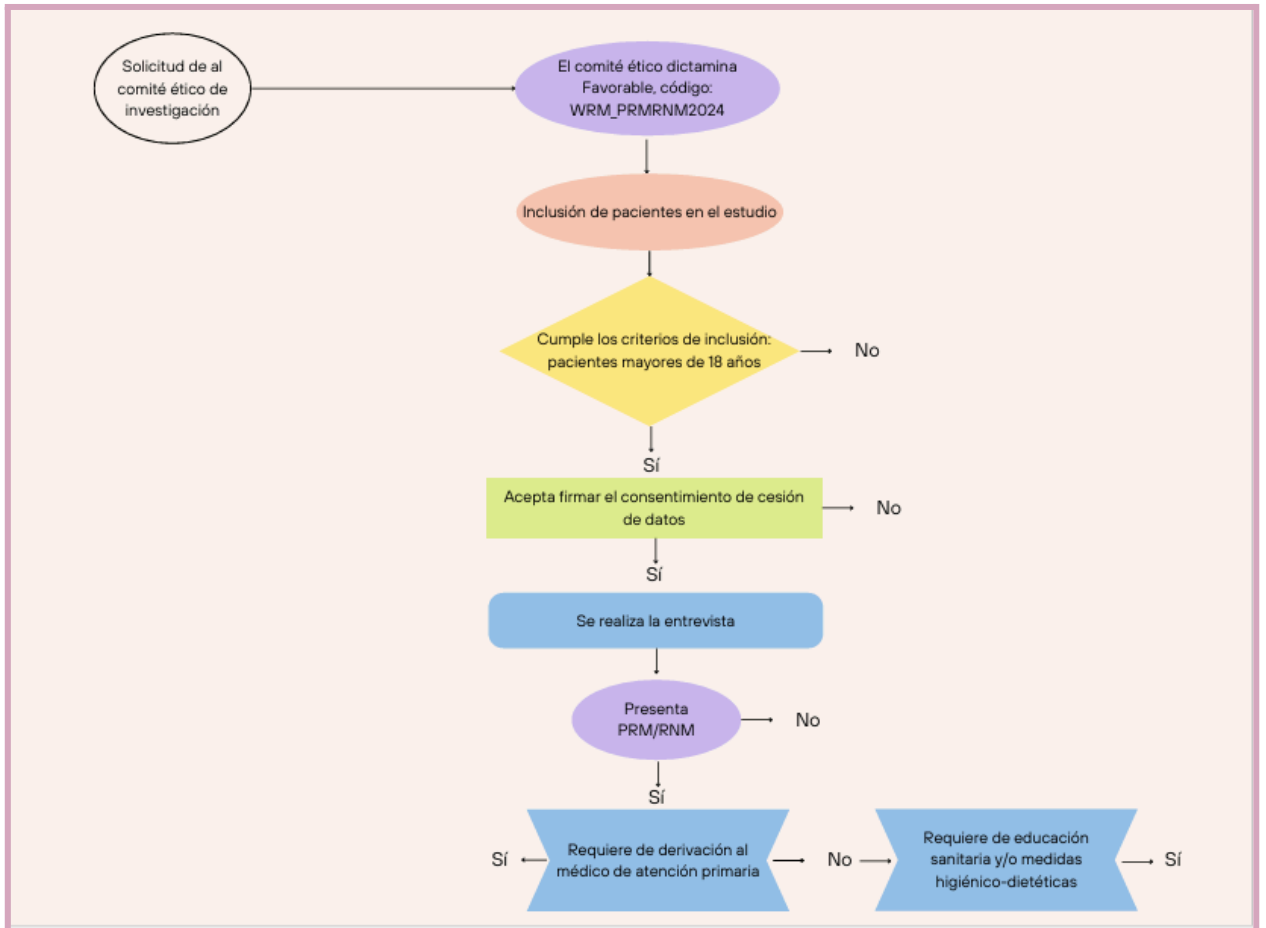 Solicitud de al
comité ético de
investigación
El comité ético dictamina
Favorable, código:
WRM_PRMRNM2024
Inclusión de pacientes en el estudio
Cumple los criterios de inclusión:
pacientes mayores de 18 años
No
Sí
Acepta firmar el consentimiento de cesión
de datos
No
Sí
Se realiza la entrevista
Presenta
PRM/RNM
No
Sí
Sí
Requiere de derivación al
médico de atención primaria
No
Requiere de educación
sanitaria y/o medidas
higiénico-dietéticas
Sí